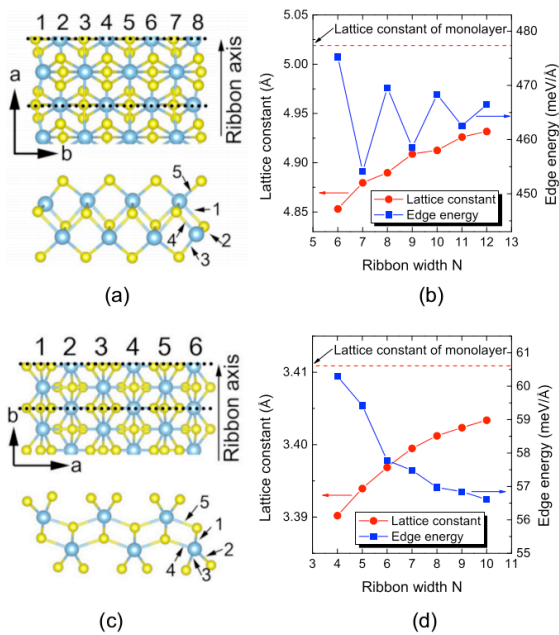 1 2 3 4 5 6 7 8
a
b
Ribbon axis
5
1
4
2
3
(a)
5.05
5.00
4.95
4.90
4.85
Lattice constant (Å)
Lattice constant of monolayer
Lattice constant
Edge energy
480
470
460
450
Edge energy (meV/Å)
5 6 7 8 9 10 11 12 13
Ribbon width N
(b)
1 2 3 4 5 6
b
a
Ribbon axis
5
1
2
4
3
(c)
3.41
3.40
3.39
Lattice constant (Å)
Lattice constant of monolayer
Lattice constant
Edge energy
61
60
59
58
57
56
55
Edge energy (meV/Å)
3 4 5 6 7 8 9 10 11
Ribbon width N
(d)